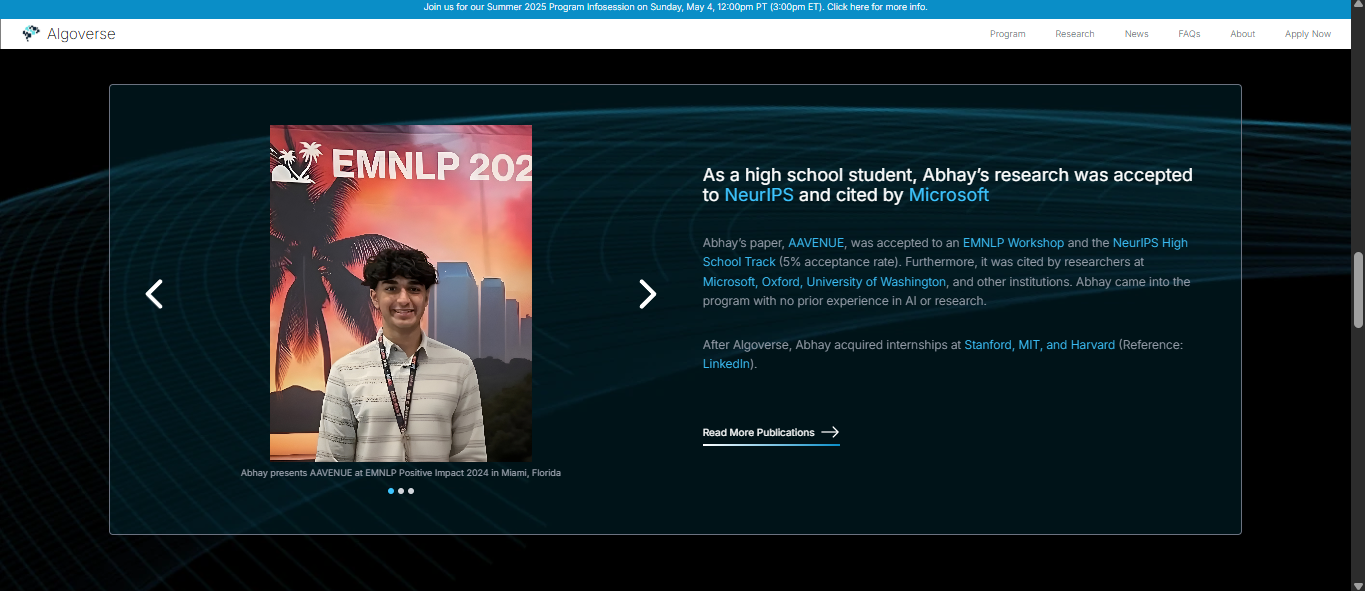 Join us for our Summer 2025 Program Infosession on Sunday, May 4, 12:00pm PT (3:00pm ET). Click here for more info.
Algoverse
Program
Research
News
FAQs
About
Apply Now
EMNLP 202
As a high school student, Abhay’s research was accepted
to NeurIPS and cited by Microsoft
Abhay’s paper, AAVENUE, was accepted to an EMNLP Workshop and the NeurIPS High
School Track (5% acceptance rate). Furthermore, it was cited by researchers at
Microsoft, Oxford, University of Washington, and other institutions. Abhay came into the
program with no prior experience in AI or research.
After Algoverse, Abhay acquired internships at Stanford, MIT, and Harvard (Reference:
LinkedIn).
Read More Publications
Abhay presents AAVENUE at EMNLP Positive Impact 2024 in Miami, Florida